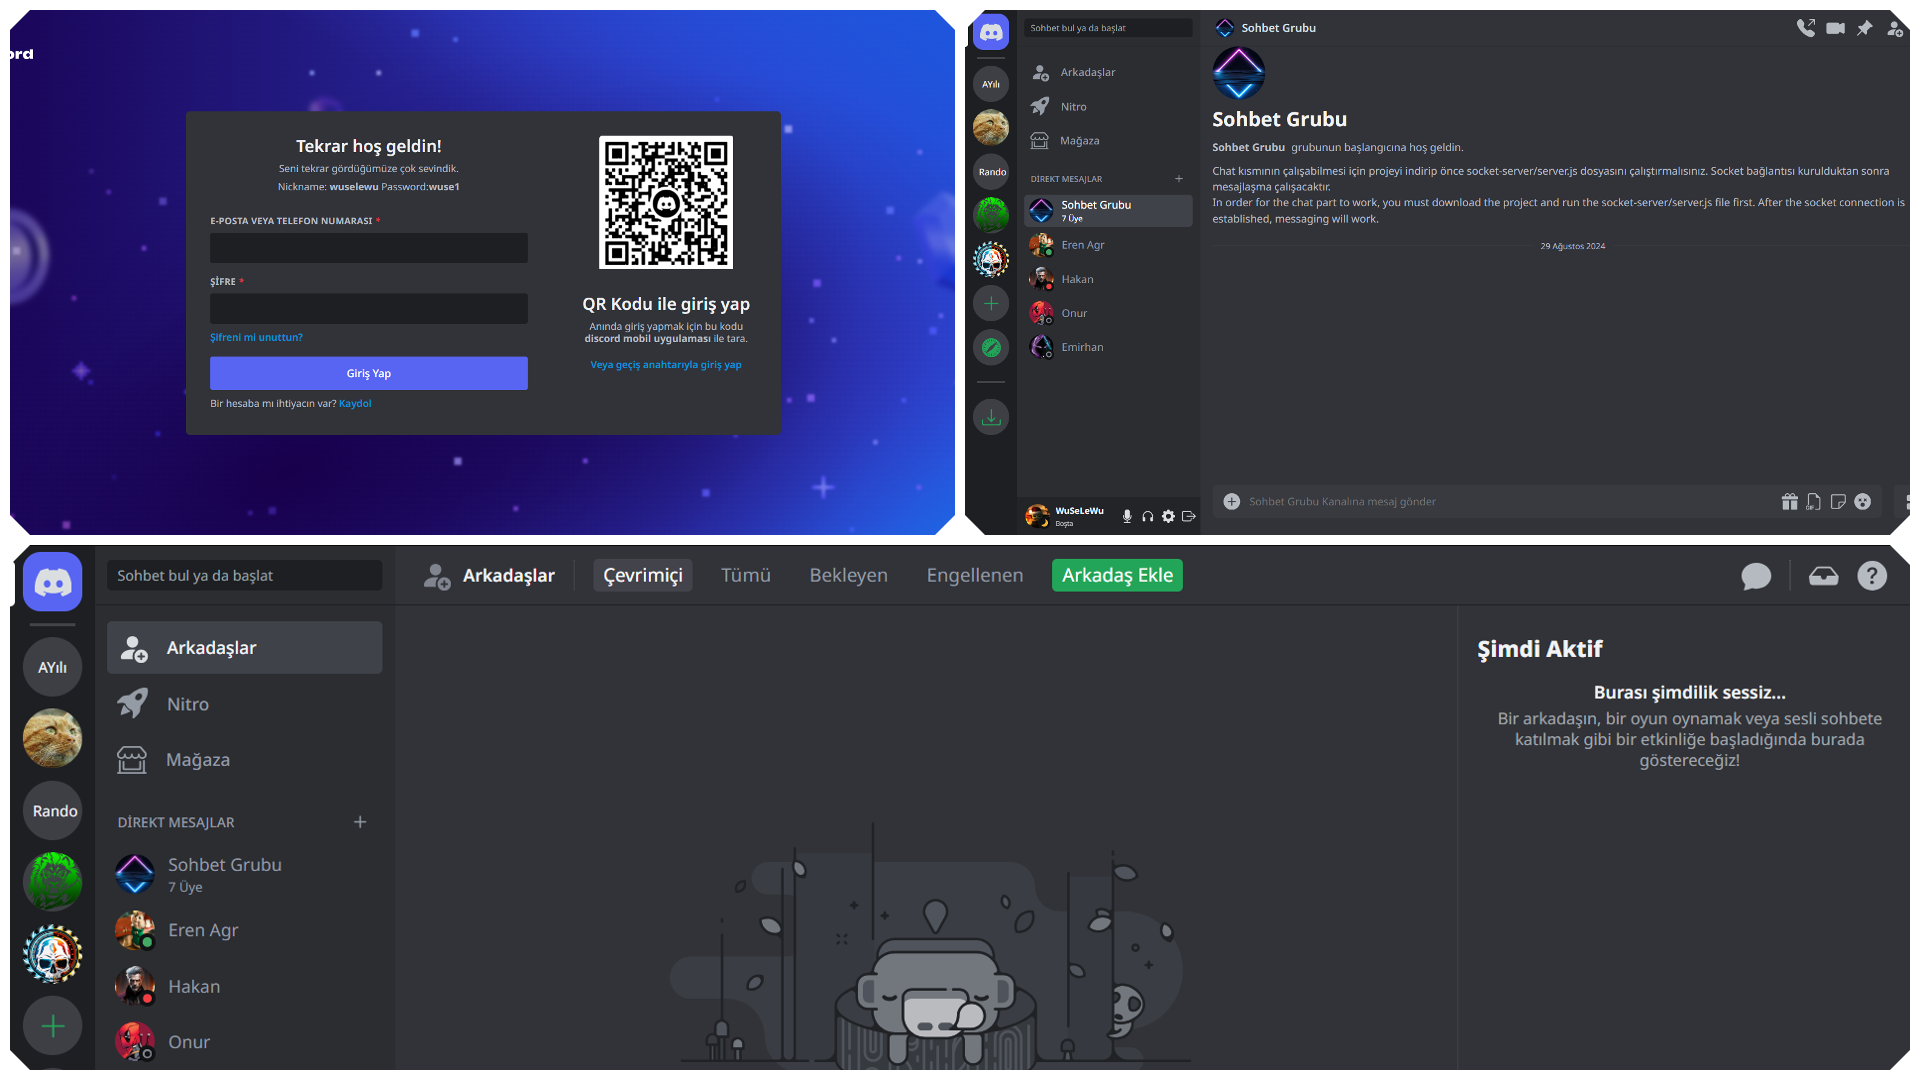 ord
Tekrar hoş geldin!
Seni tekrar gördüğümüze çok sevindik.
Nickname: wuselewu Password:wuse1
E-POSTA VEYA TELEFON NUMARASI *
ŞİFRE *
Şifreni mi unuttun?
Giriş Yap
Bir hesaba mı ihtiyacın var? Kaydol
QR Kodu ile giriş yap
Anında giriş yapmak için bu kodu
discord mobil uygulaması ile tara.
Veya geçiş anahtarıyla giriş yap
AYılı
Rando
Sohbet bul ya da başlat
Arkadaşlar
Nitro
Mağaza
DİREKT MESAJLAR
Sohbet Grubu
7 Üye
Eren Agr
Hakan
Onur
Emirhan
WuSeLeWu
Boşta
Sohbet Grubu
Sohbet Grubu
Sohbet Grubu grubunun başlangıcına hoş geldin.
Chat kısmının çalışabilmesi için projeyi indirip önce socket-server/server.js dosyasını çalıştırmalısınız. Socket bağlantısı kurulduktan sonra
mesajlaşma çalışacaktır.
In order for the chat part to work, you must download the project and run the socket-server/server.js file first. After the socket connection is
established, messaging will work.
29 Ağustos 2024
Sohbet Grubu Kanalına mesaj gönder
GIF
AYılı
Rando
Sohbet bul ya da başlat
Arkadaşlar
Nitro
Mağaza
DİREKT MESAJLAR
Sohbet Grubu
7 Üye
Eren Agr
Hakan
Onur
Arkadaşlar
Çevrimiçi
Tümü
Bekleyen
Engellenen
Arkadaş Ekle
Şimdi Aktif
Burası şimdilik sessiz...
Bir arkadaşın, bir oyun oynamak veya sesli sohbete
katılmak gibi bir etkinliğe başladığında burada
göstereceğiz!